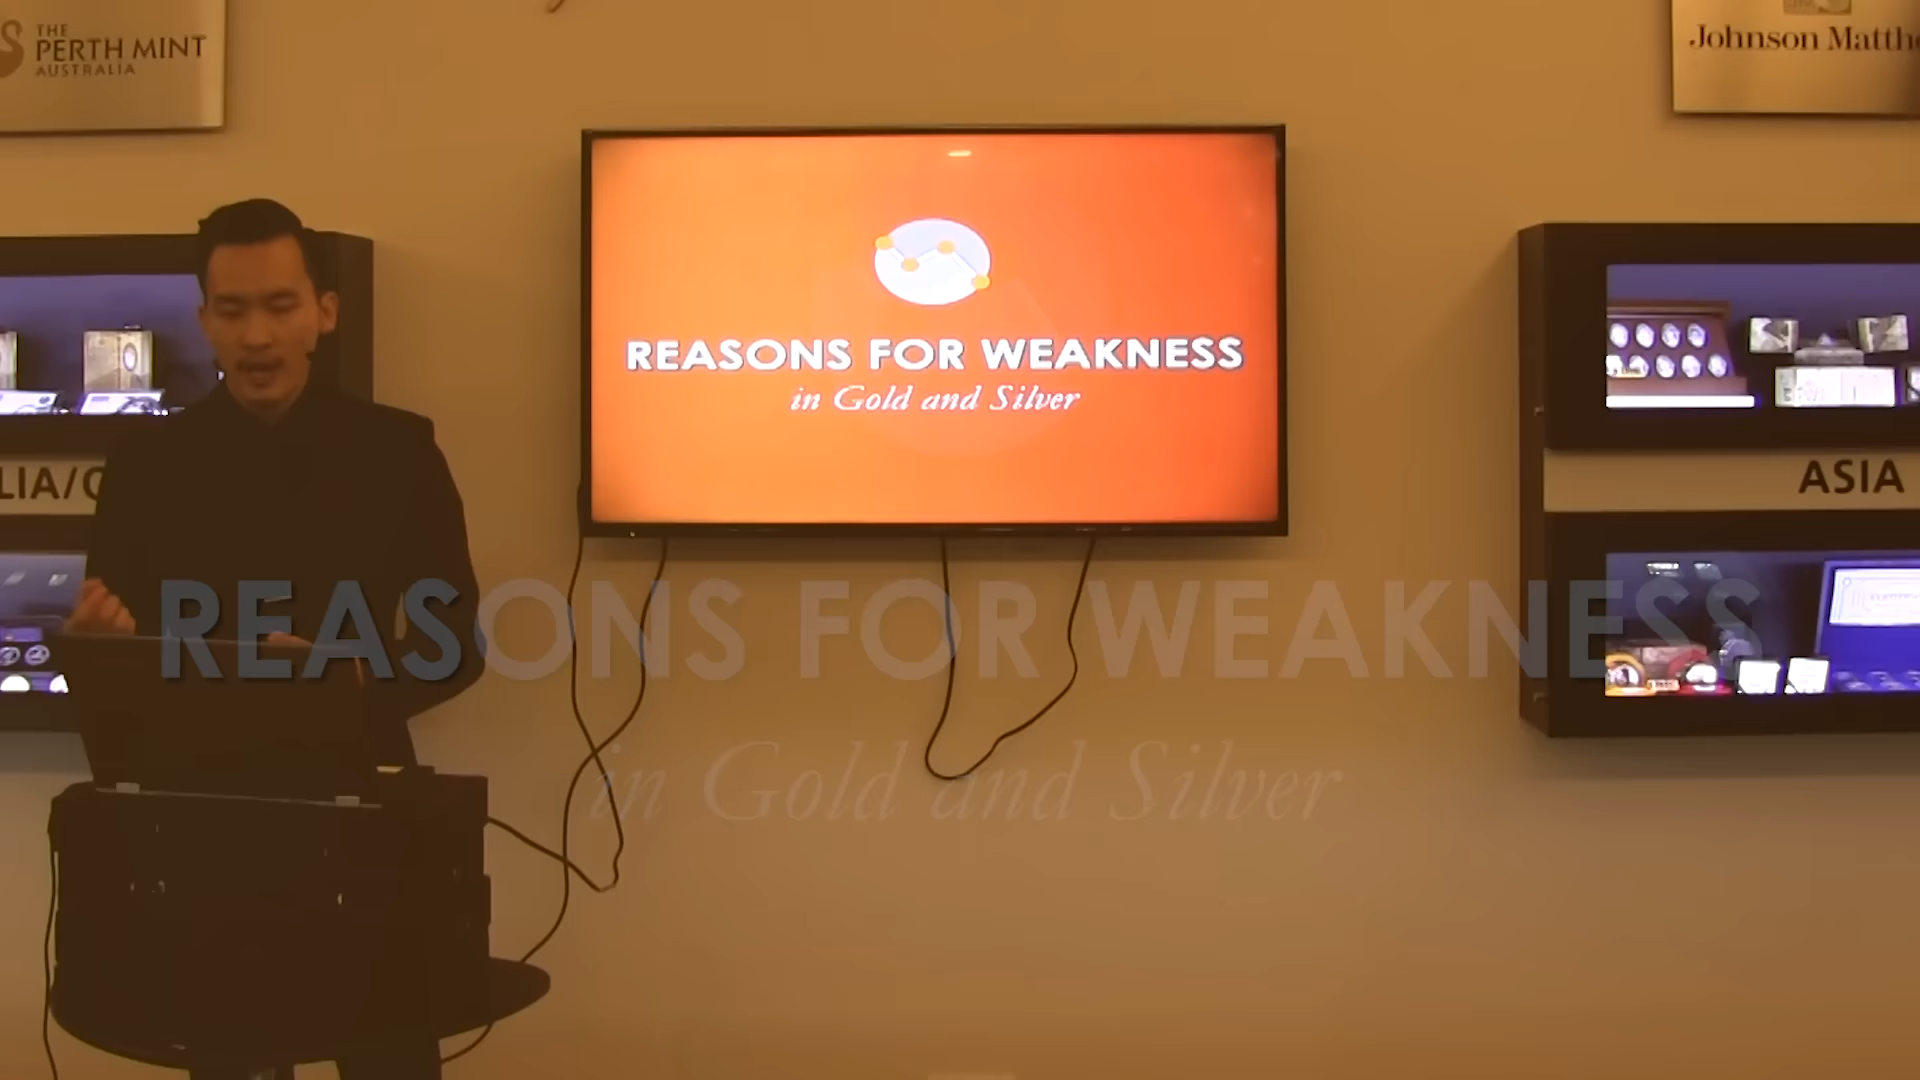 THE
PERTH MINT
AUSTRALIA
Johnson Matthe
REASONS FOR WEAKNESS
in Gold and Silver
LIA/O
ASIA
REASONS FOR WEAKNESS
in Gold and Silver